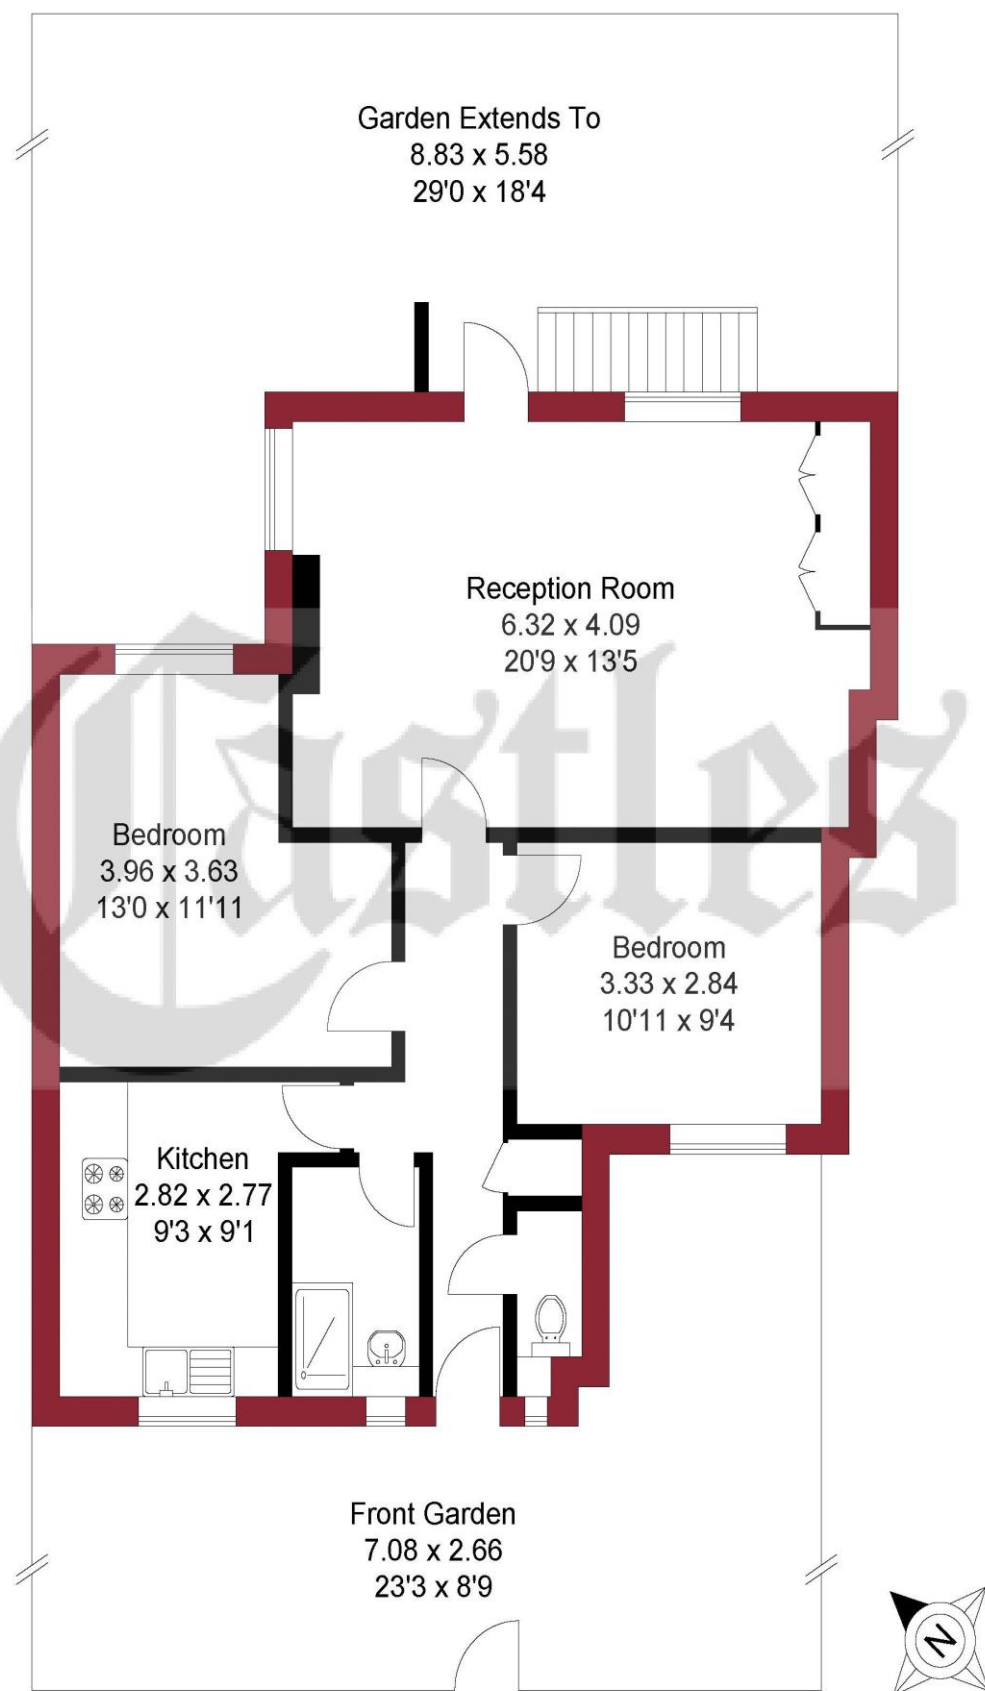 Garden Extends To
8.83 x 5.58
29'0 x 18'4
Reception Room
6.32 x 4.09
20'9 x 13'5
Castles
Bedroom
3.96 x 3.63
13'0 x 11'11
Bedroom
3.33 x 2.84
10'11 x 9'4
Kitchen
2.82 x 2.77
9'3 x 9'1
Front Garden
7.08 x 2.66
23'3 x 8'9
N